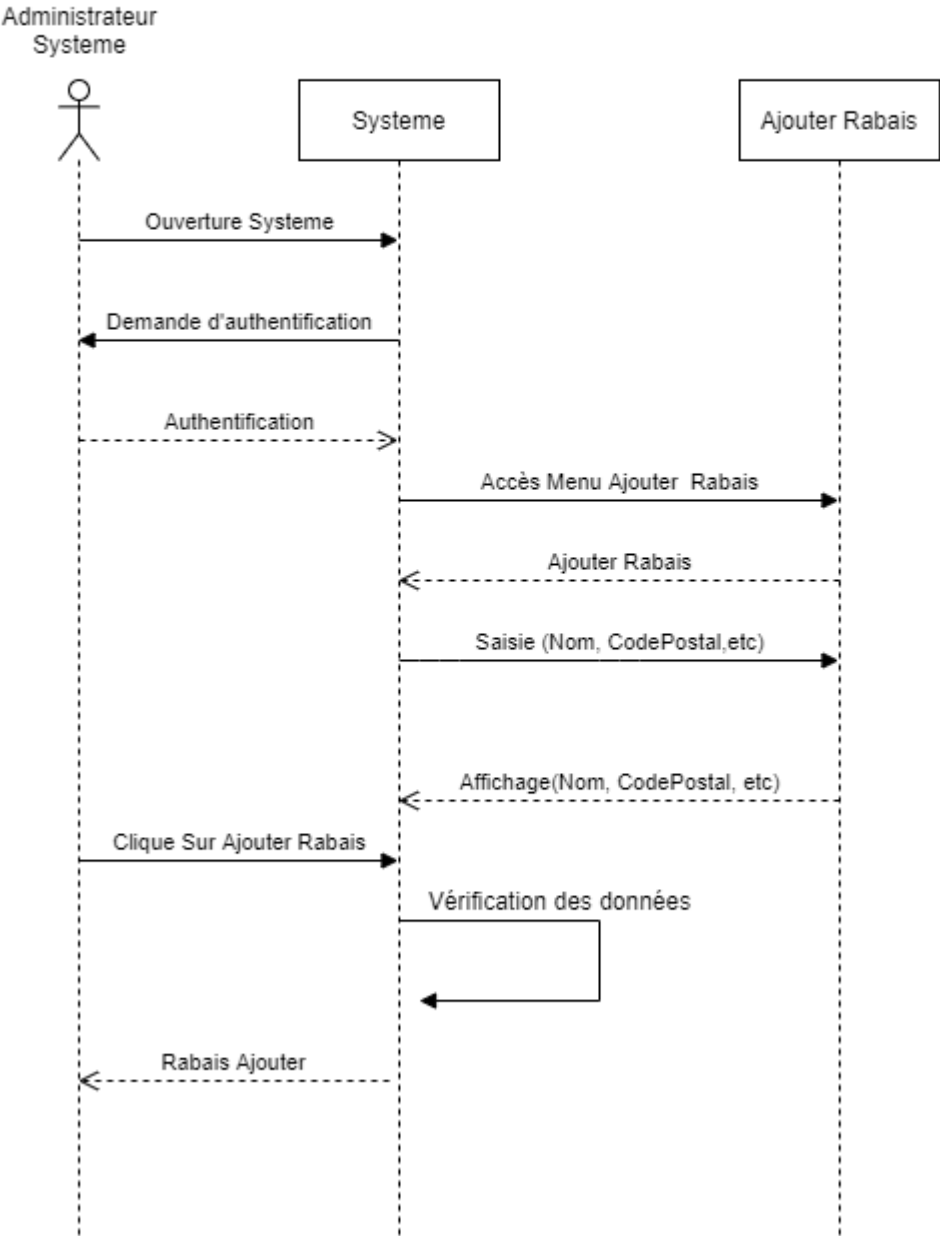 Administrateur
Systeme
Systeme
Ajouter Rabais
Ouverture Systeme
Demande d'authentification
Authentification
Accès Menu Ajouter  Rabais
Ajouter Rabais
Saisie (Nom, CodePostal,etc)
Affichage(Nom, CodePostal, etc)
Clique Sur Ajouter Rabais
Vérification des données
Rabais Ajouter